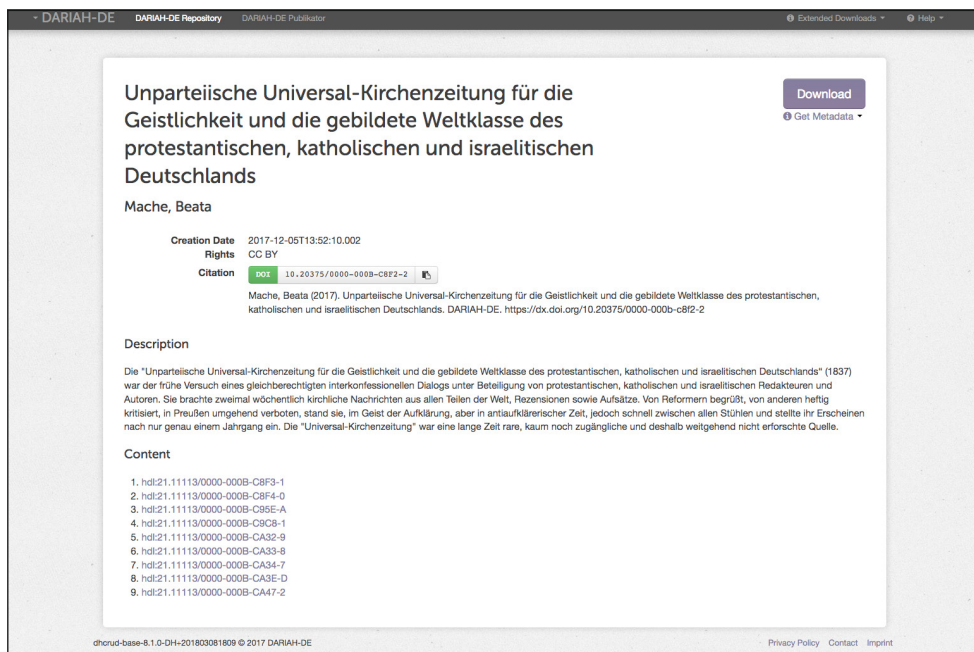 DARIAH-DE DARIAH-DE Repository DARIAH-DE Publikator Extended Downloads Help
Unparteiische Universal-Kirchenzeitung für die
Geistlichkeit und die gebildete Weltklasse des
protestantischen, katholischen und israelitischen
Deutschlands
Download
Get Metadata
Mache, Beata
Creation Date 2017-12-05T13:52:10.002
Rights CC BY
Citation DOI 10.20375/0000-000B-C8F2-2
Mache, Beata (2017). Unparteiische Universal-Kirchenzeitung für die Geistlichkeit und die gebildete Weltklasse des protestantischen,
katholischen und israelitischen Deutschlands. DARIAH-DE. https://dx.doi.org/10.20375/0000-000b-c8f2-2
Description
Die "Unparteiische Universal-Kirchenzeitung für die Geistlichkeit und die gebildete Weltklasse des protestantischen, katholischen und israelitischen Deutschlands" (1837)
war der frühe Versuch eines gleichberechtigten interkonfessionellen Dialogs unter Beteiligung von protestantischen, katholischen und israelitischen Redakteuren und
Autoren. Sie brachte zweimal wöchentlich kirchliche Nachrichten aus allen Teilen der Welt, Rezensionen sowie Aufsätze. Von Reformern begrüßt, von anderen heftig
kritisiert, in Preußen umgehend verboten, stand sie, im Geist der Aufklärung, aber in antiaufklärerischer Zeit, jedoch schnell zwischen allen Stühlen und stellte ihr Erscheinen
nach nur genau einem Jahrgang ein. Die "Universal-Kirchenzeitung" war eine lange Zeit rare, kaum noch zugängliche und deshalb weitgehend nicht erforschte Quelle.
Content
1. hdl:21.11113/0000-000B-C8F3-1
2. hdl:21.11113/0000-000B-C8F4-0
3. hdl:21.11113/0000-000B-C95E-A
4. hdl:21.11113/0000-000B-C9C8-1
5. hdl:21.11113/0000-000B-CA32-9
6. hdl:21.11113/0000-000B-CA33-8
7. hdl:21.11113/0000-000B-CA34-7
8. hdl:21.11113/0000-000B-CA3E-D
9. hdl:21.11113/0000-000B-CA47-2
dhcrud-base-8.1.0-DH+201803081809 © 2017 DARIAH-DE Privacy Policy Contact Imprint